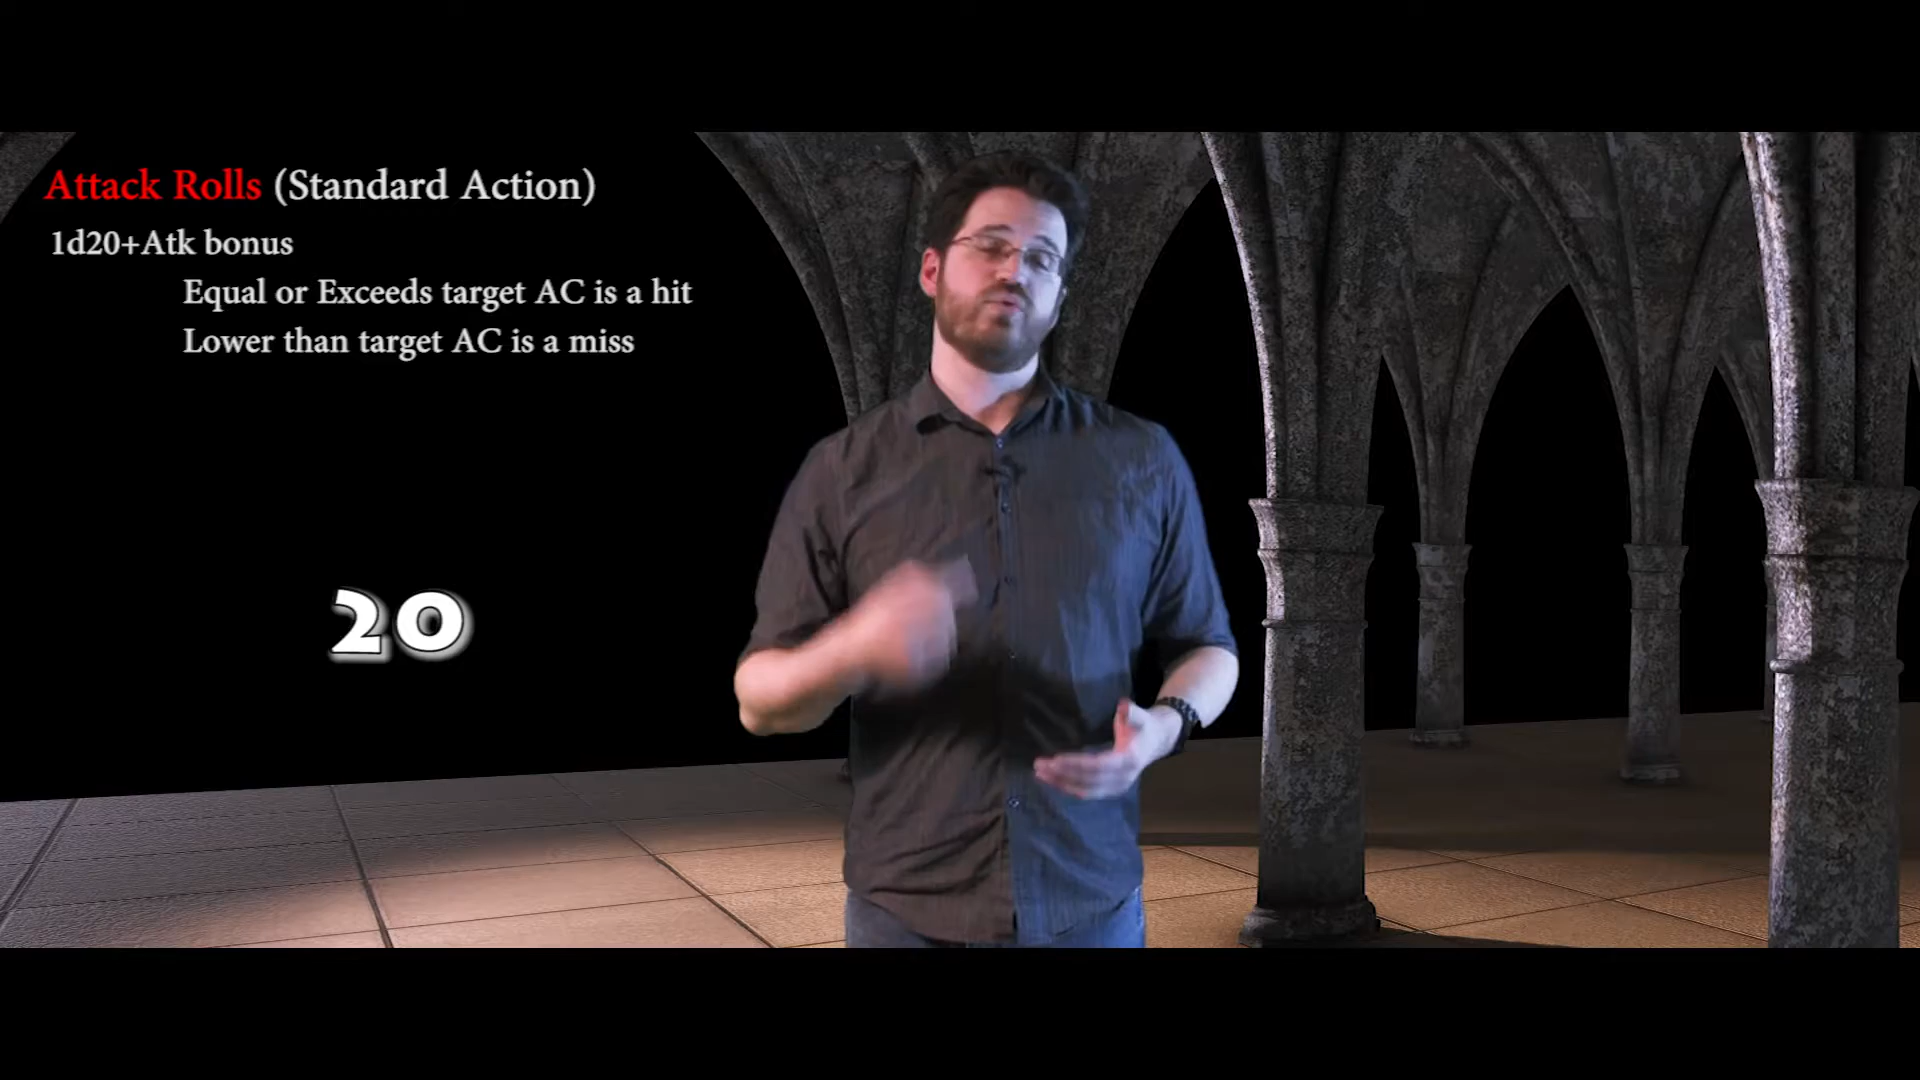 Attack Rolls (Standard Action)
1d20+Atk bonus
Equal or Exceeds target AC is a hit
Lower than target AC is a miss
20